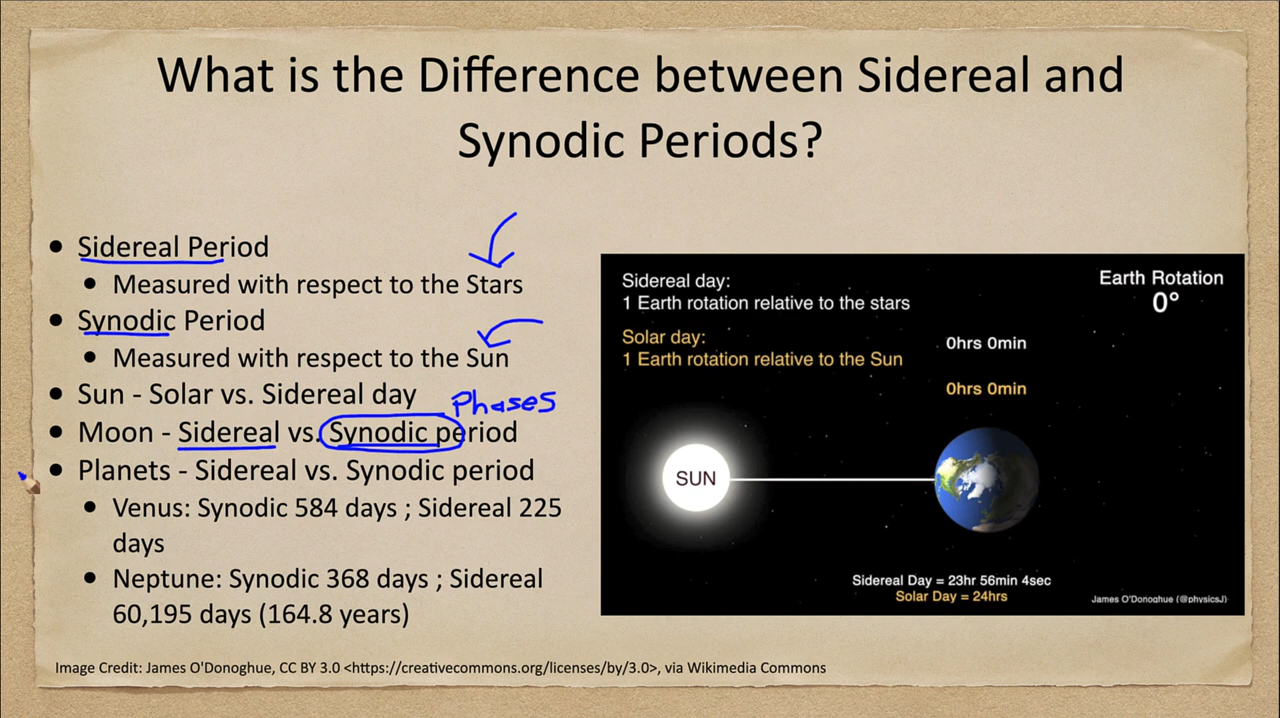 What is the Difference between Sidereal and
Synodic Periods?
• Sidereal Period
• Measured with respect to the Stars
• Synodic Period
• Measured with respect to the Sun
• Sun - Solar vs. Sidereal day
Phases
• Moon - Sidereal vs. Synodic period
• Planets - Sidereal vs. Synodic period
• Venus: Synodic 584 days ; Sidereal 225
days
• Neptune: Synodic 368 days ; Sidereal
60,195 days (164.8 years)
Sidereal day:
1 Earth rotation relative to the stars
Solar day:
1 Earth rotation relative to the Sun
Earth Rotation
0°
0hrs 0min
0hrs 0min
SUN
Sidereal Day = 23hr 56min 4sec
Solar Day = 24hrs
James O'Donoghue (@physicsJ)
Image Credit: James O'Donoghue, CC BY 3.0 <https://creativecommons.org/licenses/by/3.0>, via Wikimedia Commons